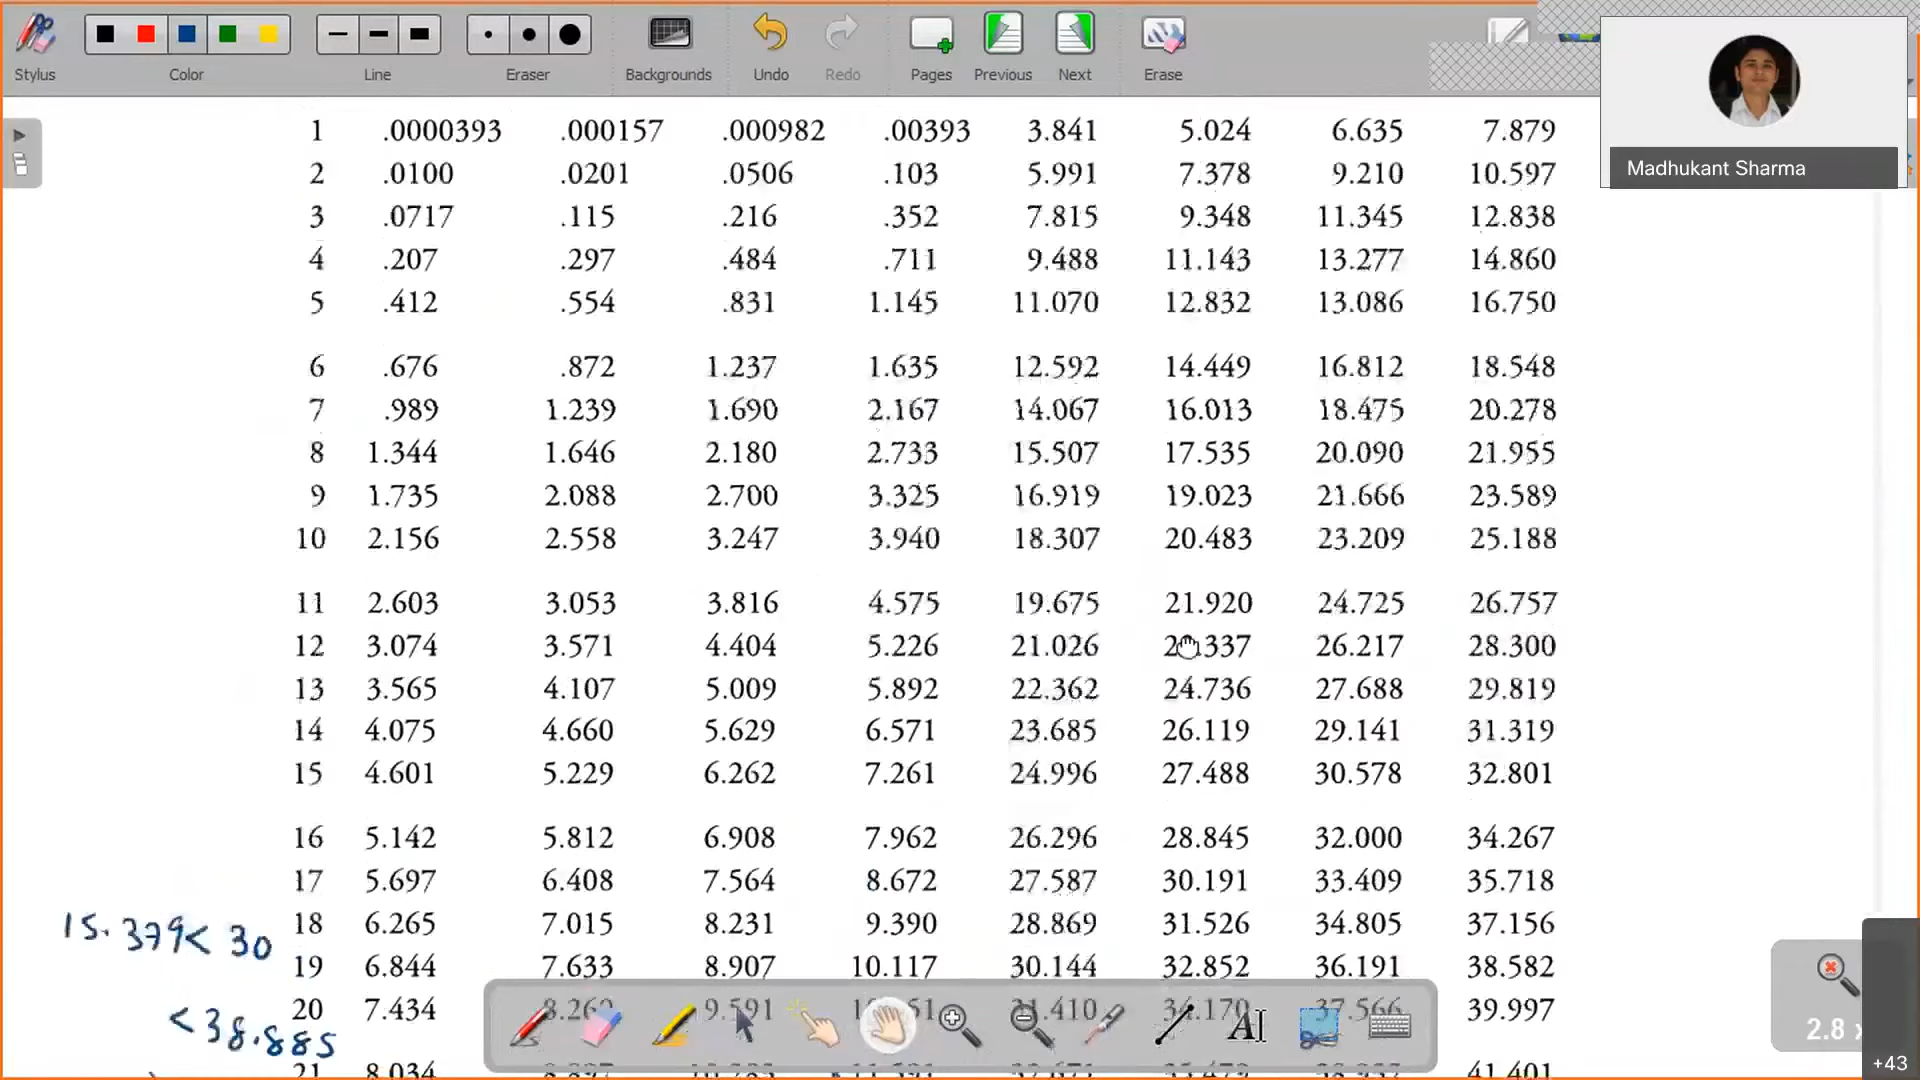 Stylus Color Line Eraser Backgrounds Undo Redo Pages Previous Next Erase
Madhukant Sharma
1 .0000393 .000157 .000982 .00393 3.841 5.024 6.635 7.879
2 .0100 .0201 .0506 .103 5.991 7.378 9.210 10.597
3 .0717 .115 .216 .352 7.815 9.348 11.345 12.838
4 .207 .297 .484 .711 9.488 11.143 13.277 14.860
5 .412 .554 .831 1.145 11.070 12.832 13.086 16.750
6 .676 .872 1.237 1.635 12.592 14.449 16.812 18.548
7 .989 1.239 1.690 2.167 14.067 16.013 18.475 20.278
8 1.344 1.646 2.180 2.733 15.507 17.535 20.090 21.955
9 1.735 2.088 2.700 3.325 16.919 19.023 21.666 23.589
10 2.156 2.558 3.247 3.940 18.307 20.483 23.209 25.188
11 2.603 3.053 3.816 4.575 19.675 21.920 24.725 26.757
12 3.074 3.571 4.404 5.226 21.026 26.217 28.300
13 3.565 4.107 5.009 5.892 22.362 24.736 27.688 29.819
14 4.075 4.660 5.629 6.571 23.685 26.119 29.141 31.319
15 4.601 5.229 6.262 7.261 24.996 27.488 30.578 32.801
16 5.142 5.812 6.908 7.962 26.296 28.845 32.000 34.267
17 5.697 6.408 7.564 8.672 27.587 30.191 33.409 35.718
18 6.265 7.015 8.231 9.390 28.869 31.526 34.805 37.156
19 6.844 7.633 8.907 10.117 30.144 32.852 36.191 38.582
20 7.434 9.591 34.170 37.566 39.997
21 8.034 41.401
15.379< 30
<38.885
2.8 x
+43